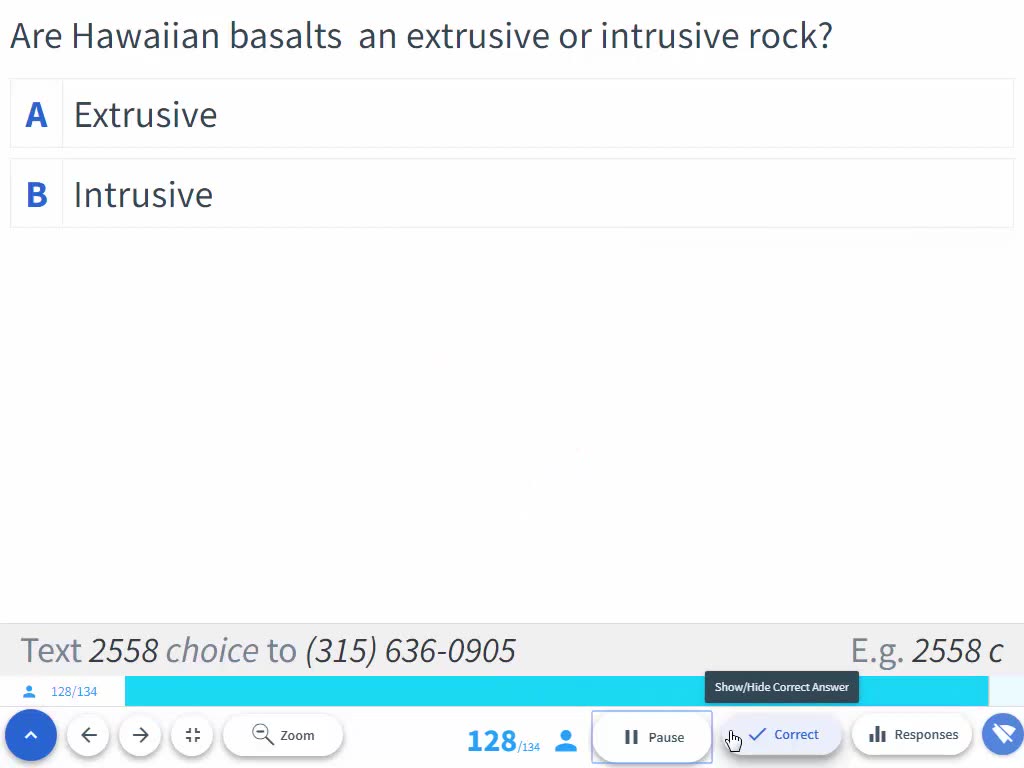 Are Hawaiian basalts  an extrusive or intrusive rock?
A Extrusive
B Intrusive
Text 2558 choice to (315) 636-0905 E.g. 2558 c
128/134
Show/Hide Correct Answer
Zoom 128/134 Pause Correct Responses